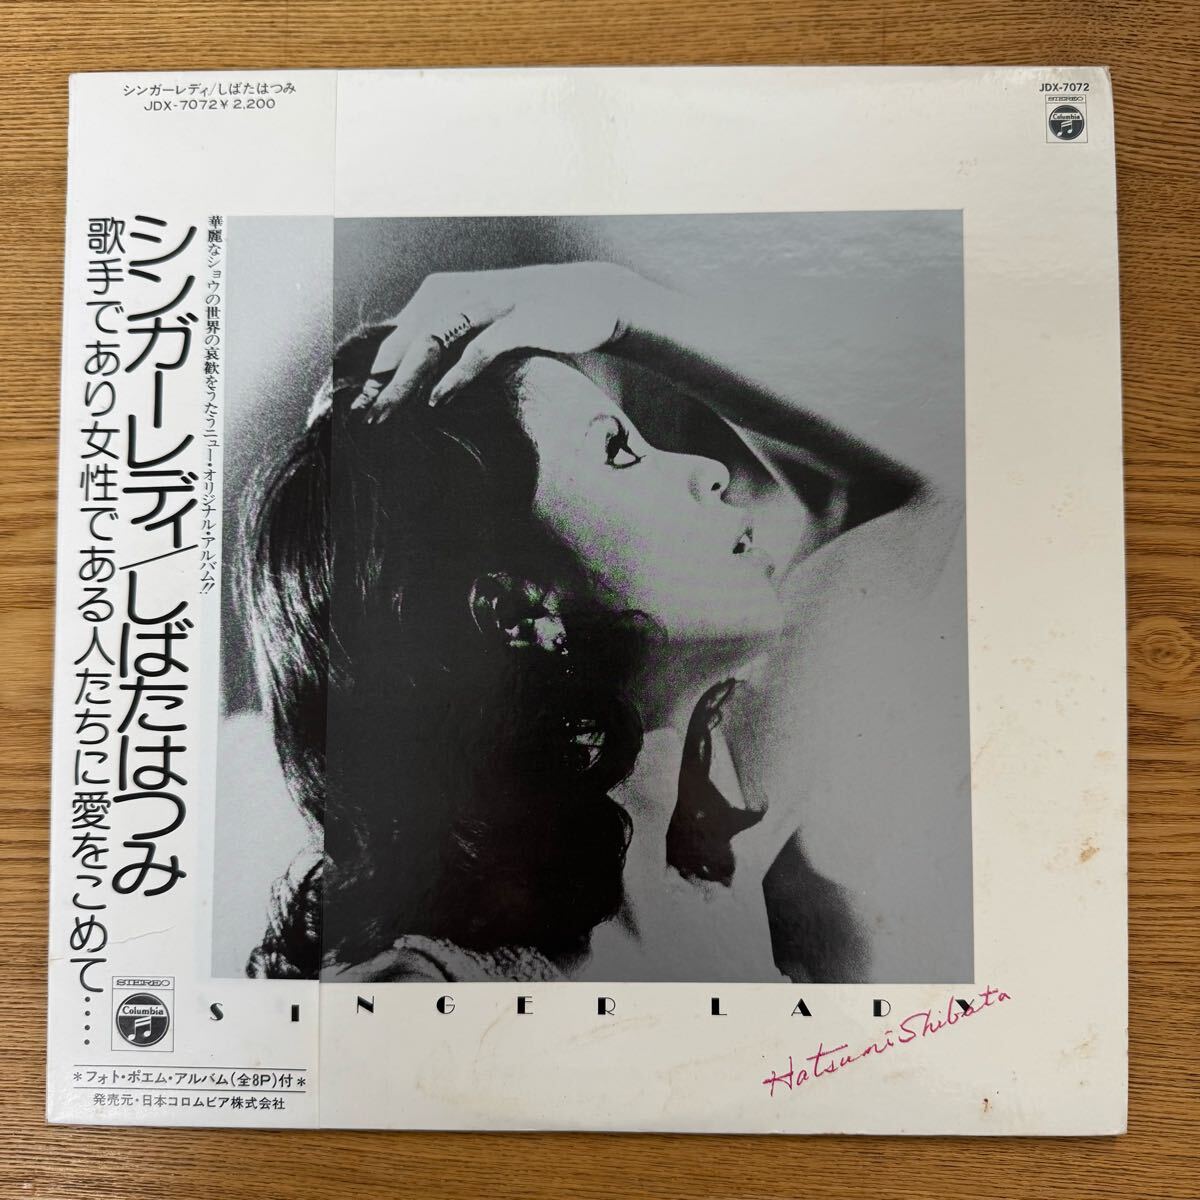 シンガーレディ/しばたはつみ
JDX-7072 ¥2,200
華麗なショウの世界の哀歓をうたうニュー・オリジナル・アルバム!!
シンガーレディ/しばたはつみ
歌手であり女性である人たちに愛をこめて……
STEREO
Columbia
*フォト・ポエム・アルバム(全8P)付*
発売元・日本コロムビア株式会社
JDX-7072
STEREO
Columbia
SINGER LADY
Hatsumi Shibata